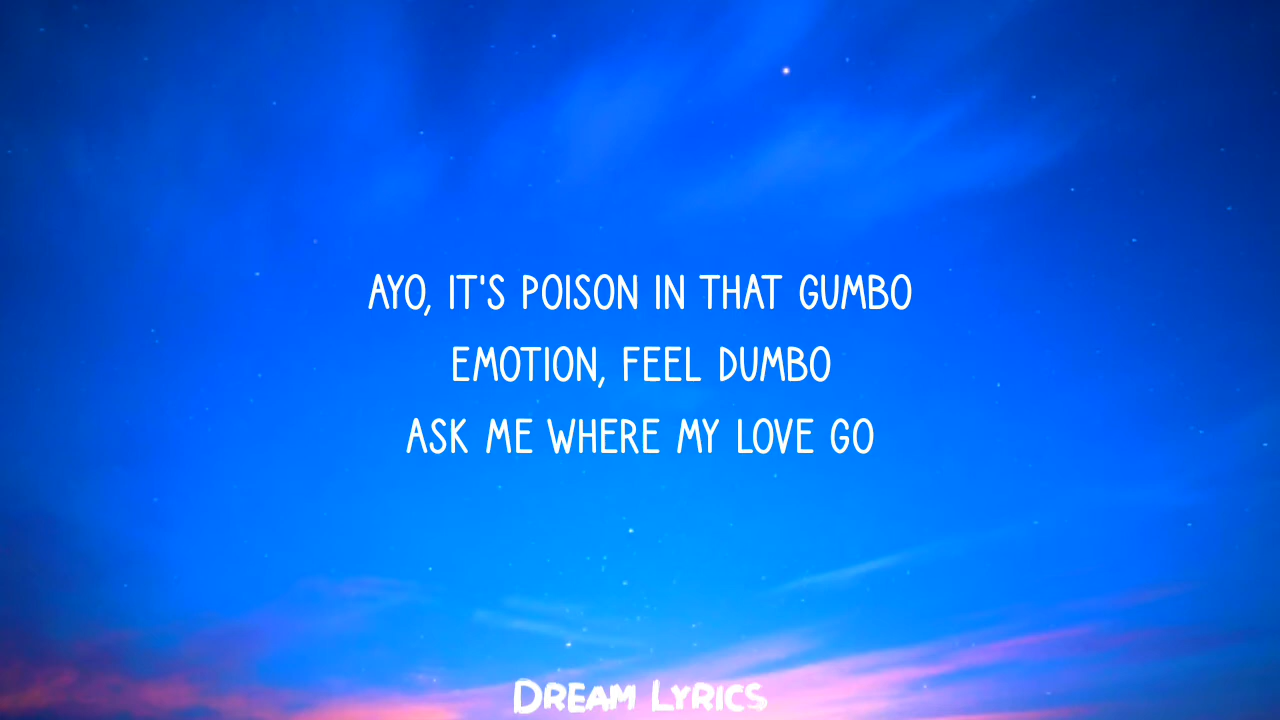 AYO, IT'S POISON IN THAT GUMBO
EMOTION, FEEL DUMBO
ASK ME WHERE MY LOVE GO
DREAM LYRICS